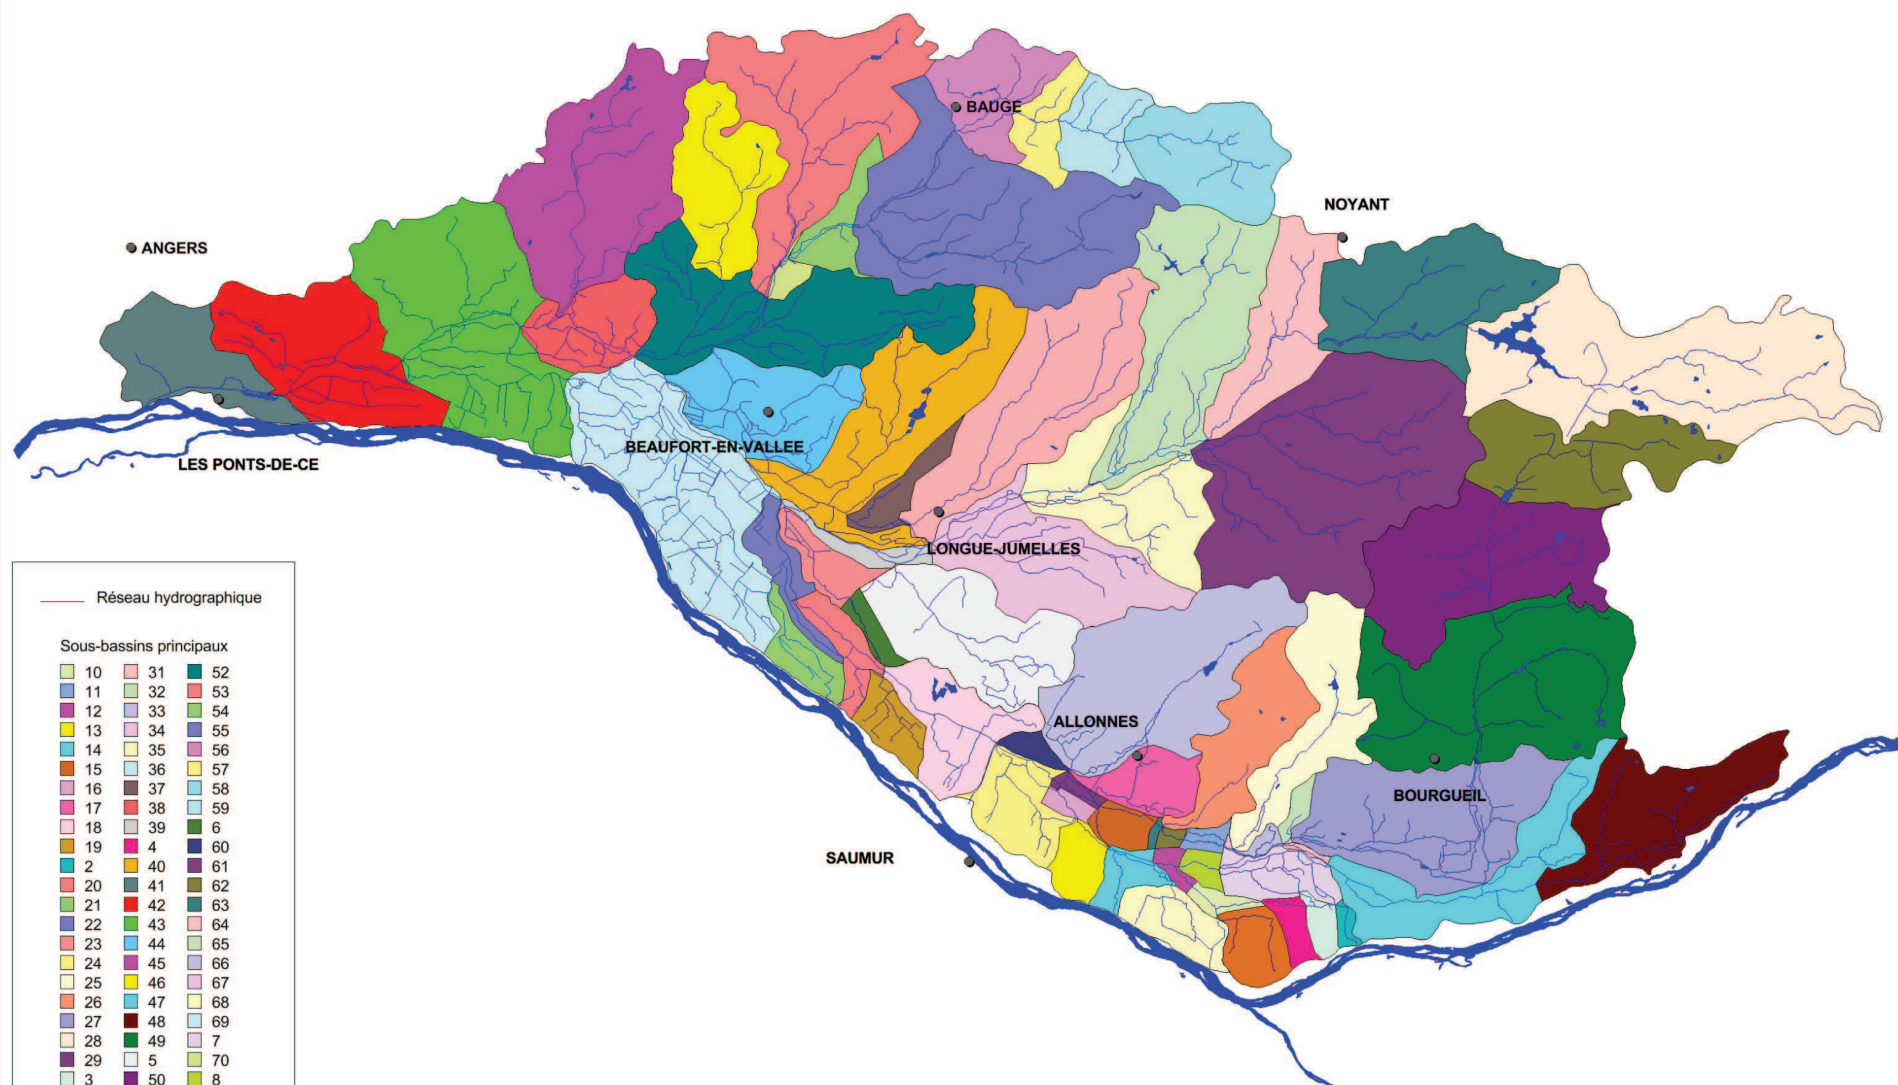 BAUGE
NOYANT
ANGERS
BEAUFORT-EN-VALLEE
LES PONTS-DE-CE
LONGUE-JUMELLES
ALLONNES
BOURGUEIL
SAUMUR
Réseau hydrographique
Sous-bassins principaux
10 31 52
11 32 53
12 33 54
13 34 55
14 35 56
15 36 57
16 37 58
17 38 59
18 39 6
19 4 60
2 40 61
20 41 62
21 42 63
22 43 64
23 44 65
24 45 66
25 46 67
26 47 68
27 48 69
28 49 7
29 5 70
3 50 8